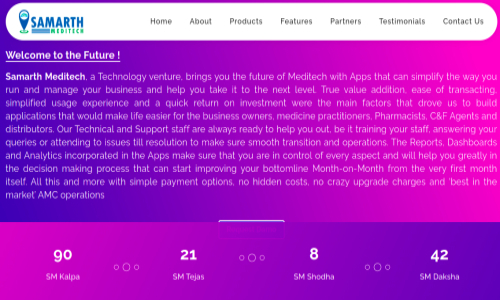 SAMARTH
MEDITECH
Home About Products Features Partners Testimonials Contact Us
Welcome to the Future !
Samarth Meditech, a Technology venture, brings you the future of Meditech with Apps that can simplify the way you
run and manage your business and help you take it to the next level. True value addition, ease of transacting,
simplified usage experience and a quick return on investment were the main factors that drove us to build
applications that would make life easier for the business owners, medicine practitioners, Pharmacists, C&F Agents and
distributors. Our Technical and Support staff are always ready to help you out, be it training your staff, answering your
queries or attending to issues till resolution to make sure smooth transition and operations. The Reports, Dashboards
and Analytics incorporated in the Apps make sure that you are in control of every aspect and will help you greatly in
the decision making process that can start improving your bottomline Month-on-Month from the very first month
itself. All this and more with simple payment options, no hidden costs, no crazy upgrade charges and 'best in the
market' AMC operations
90 21 8 42
SM Kalpa SM Tejas SM Shodha SM Daksha